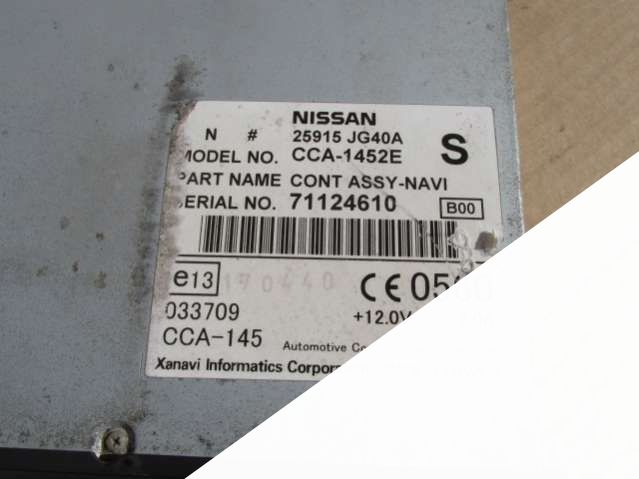 NISSAN
N # 25915 JG40A S
MODEL NO. CCA-1452E
PART NAME CONT ASSY-NAVI
SERIAL NO. 71124610 B00
e13 170440 CE
033709 +12.0V
CCA-145 Automotive
Xanavi Informatics